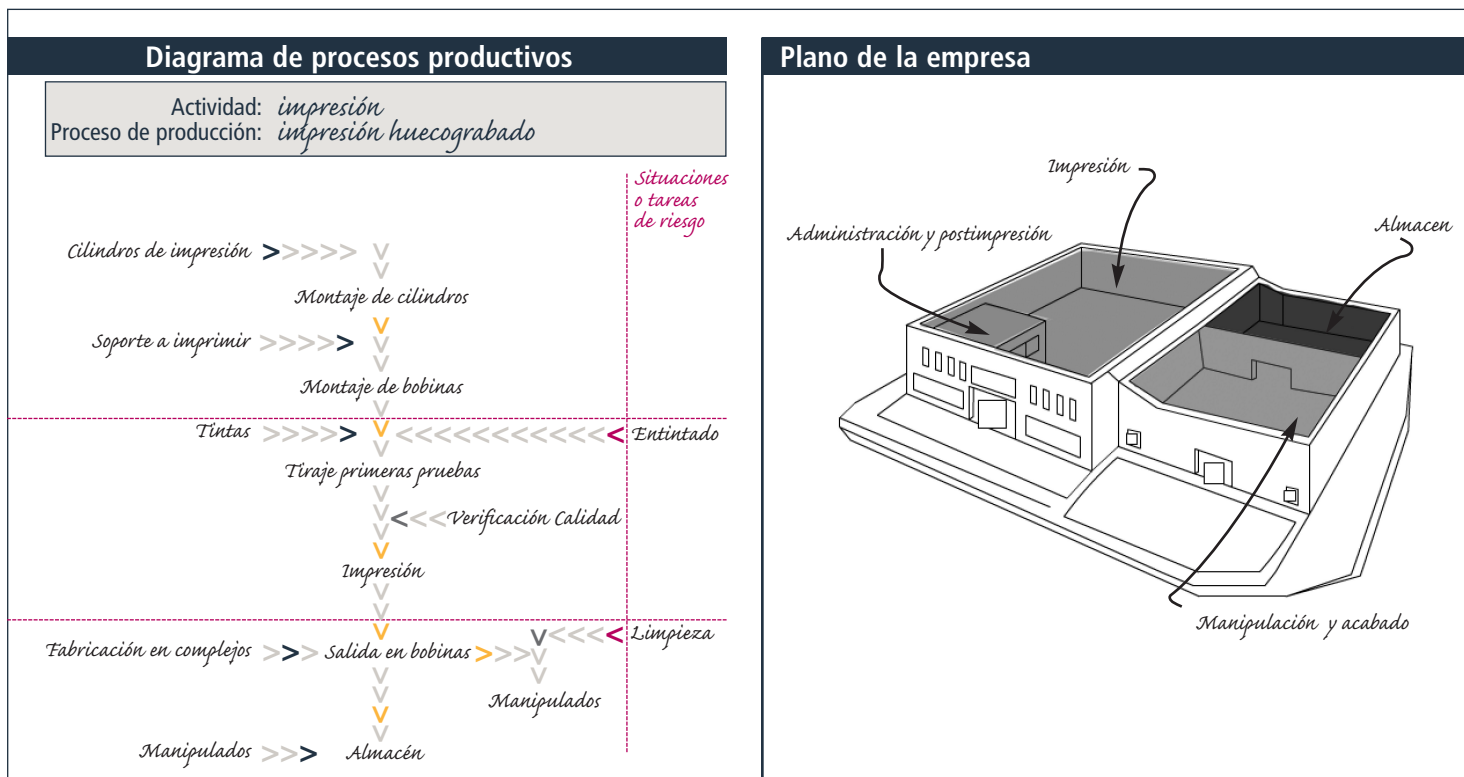 Diagrama de procesos productivos
Actividad: impresión
Proceso de producción: impresión huecograbado
Situaciones
o tareas
de riesgo
Cilindros de impresión
Montaje de cilindros
Soporte a imprimir
Montaje de bobinas
Tintas
Entintado
Tiraje primeras pruebas
Verificación Calidad
Impresión
Limpieza
Fabricación en complejos
Salida en bobinas
Manipulados
Manipulados
Almacén
Plano de la empresa
Impresión
Administración y postimpresión
Almacen
Manipulación y acabado